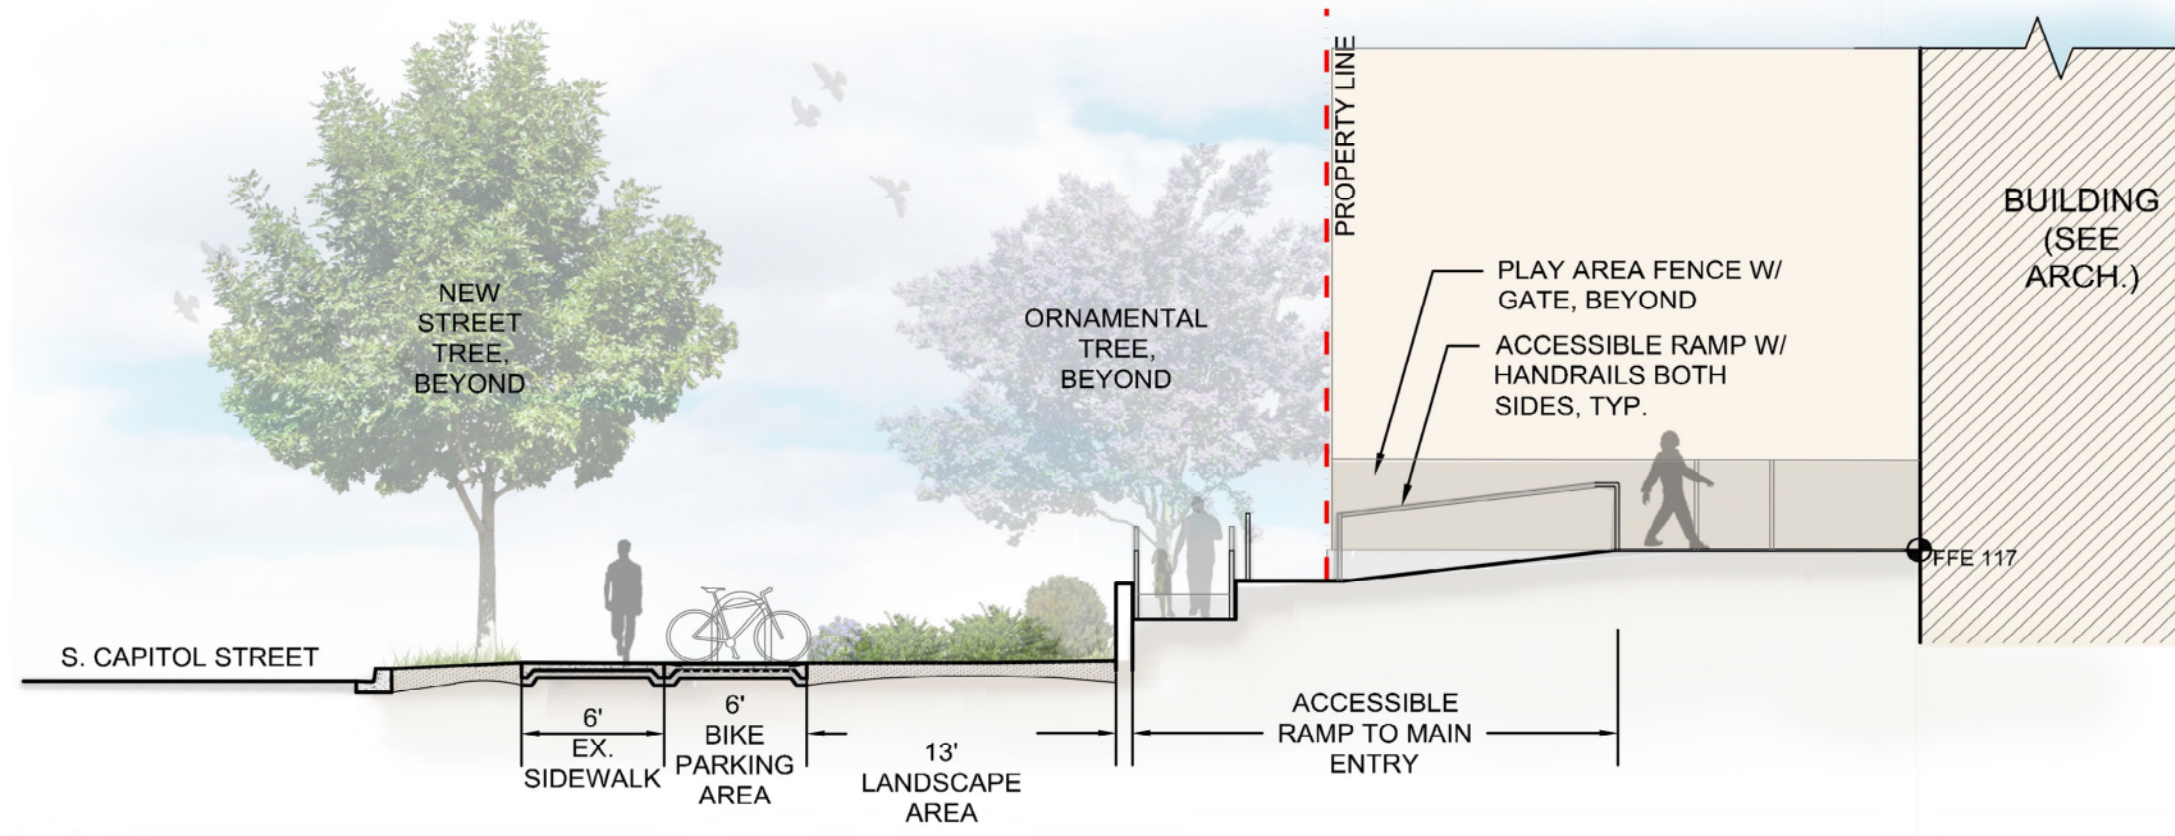 NEW
STREET
TREE,
BEYOND
ORNAMENTAL
TREE,
BEYOND
PROPERTY LINE
PLAY AREA FENCE W/
GATE, BEYOND
ACCESSIBLE RAMP W/
HANDRAILS BOTH
SIDES, TYP.
BUILDING
(SEE
ARCH.)
FFE 117
S. CAPITOL STREET
6'
EX.
SIDEWALK
6'
BIKE
PARKING
AREA
13'
LANDSCAPE
AREA
ACCESSIBLE
RAMP TO MAIN
ENTRY